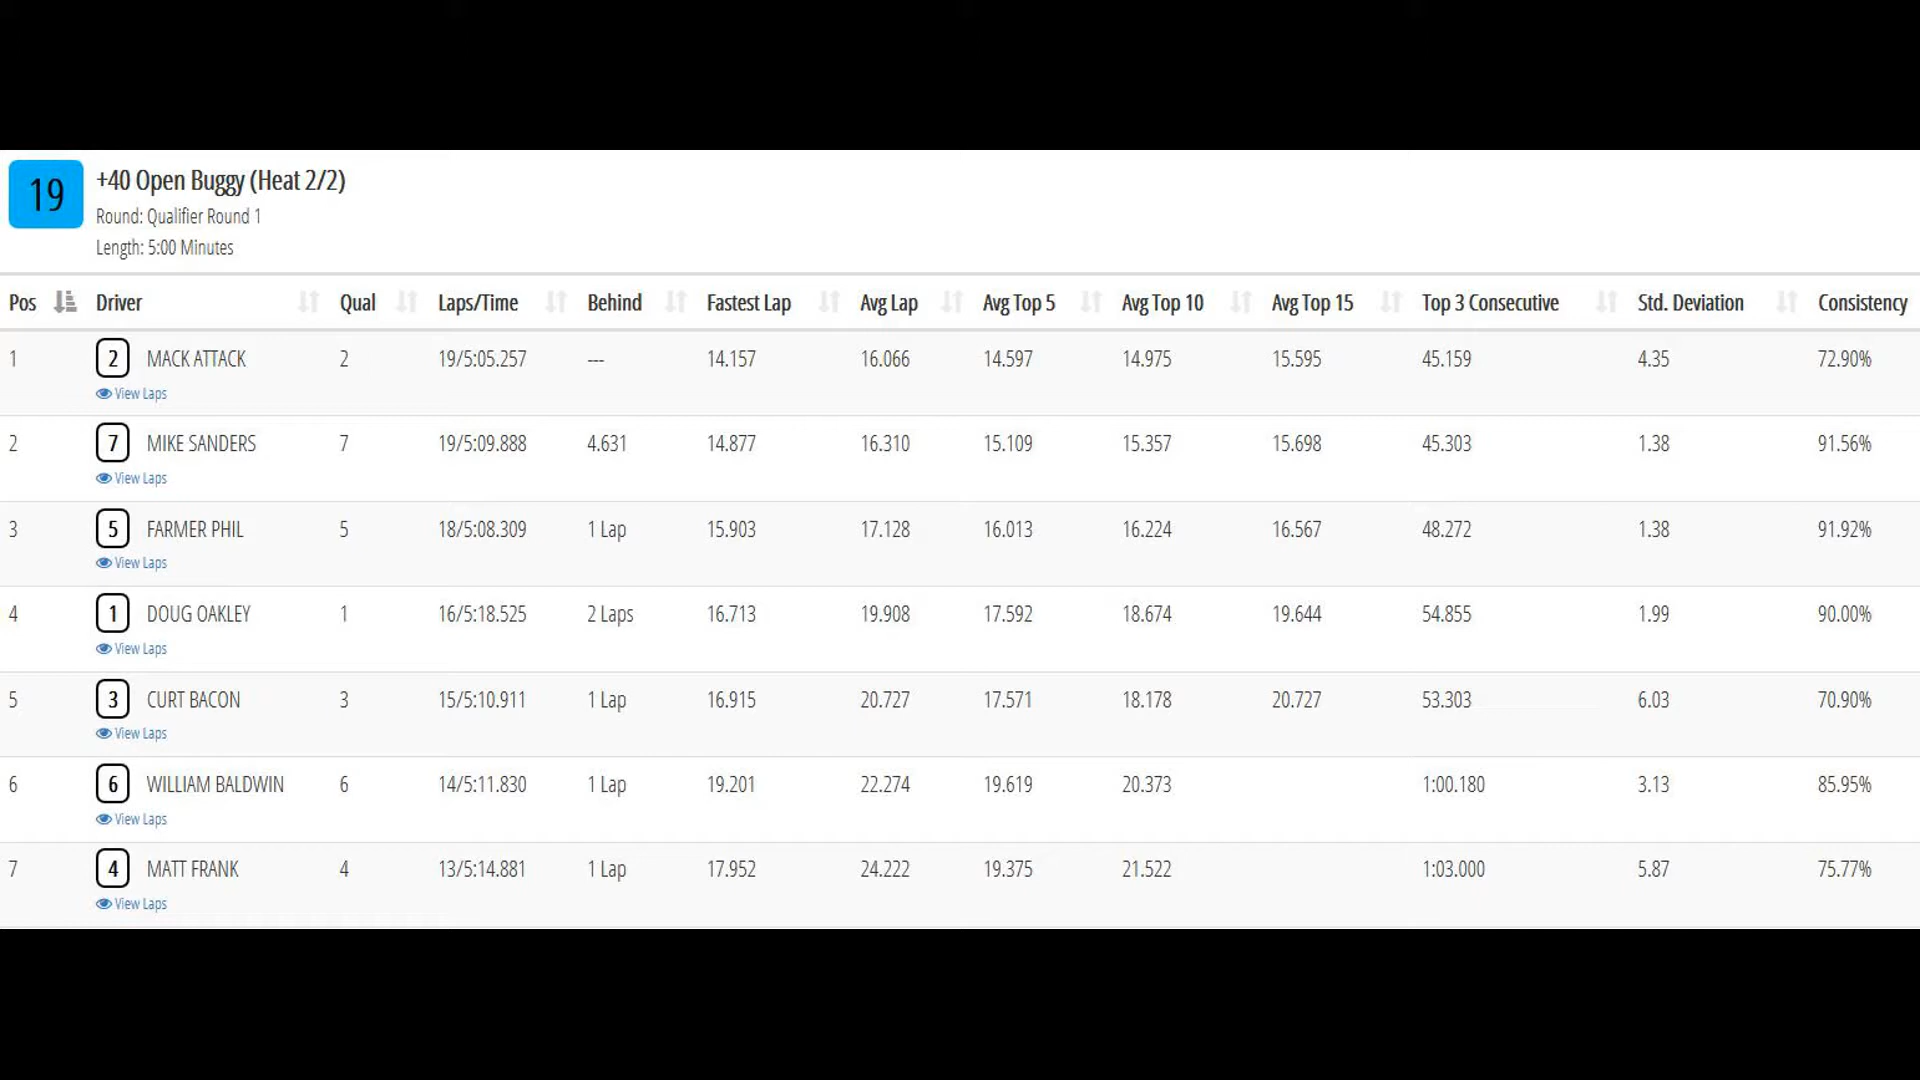 19
+40 Open Buggy (Heat 2/2)
Round: Qualifier Round 1
Length: 5:00 Minutes
Pos Driver Qual Laps/Time Behind Fastest Lap Avg Lap Avg Top 5 Avg Top 10 Avg Top 15 Top 3 Consecutive Std. Deviation Consistency
1 2 MACK ATTACK 2 19/5:05.257 --- 14.157 16.066 14.597 14.975 15.595 45.159 4.35 72.90%
View Laps
2 7 MIKE SANDERS 7 19/5:09.888 4.631 14.877 16.310 15.109 15.357 15.698 45.303 1.38 91.56%
View Laps
3 5 FARMER PHIL 5 18/5:08.309 1 Lap 15.903 17.128 16.013 16.224 16.567 48.272 1.38 91.92%
View Laps
4 1 DOUG OAKLEY 1 16/5:18.525 2 Laps 16.713 19.908 17.592 18.674 19.644 54.855 1.99 90.00%
View Laps
5 3 CURT BACON 3 15/5:10.911 1 Lap 16.915 20.727 17.571 18.178 20.727 53.303 6.03 70.90%
View Laps
6 6 WILLIAM BALDWIN 6 14/5:11.830 1 Lap 19.201 22.274 19.619 20.373 1:00.180 3.13 85.95%
View Laps
7 4 MATT FRANK 4 13/5:14.881 1 Lap 17.952 24.222 19.375 21.522 1:03.000 5.87 75.77%
View Laps